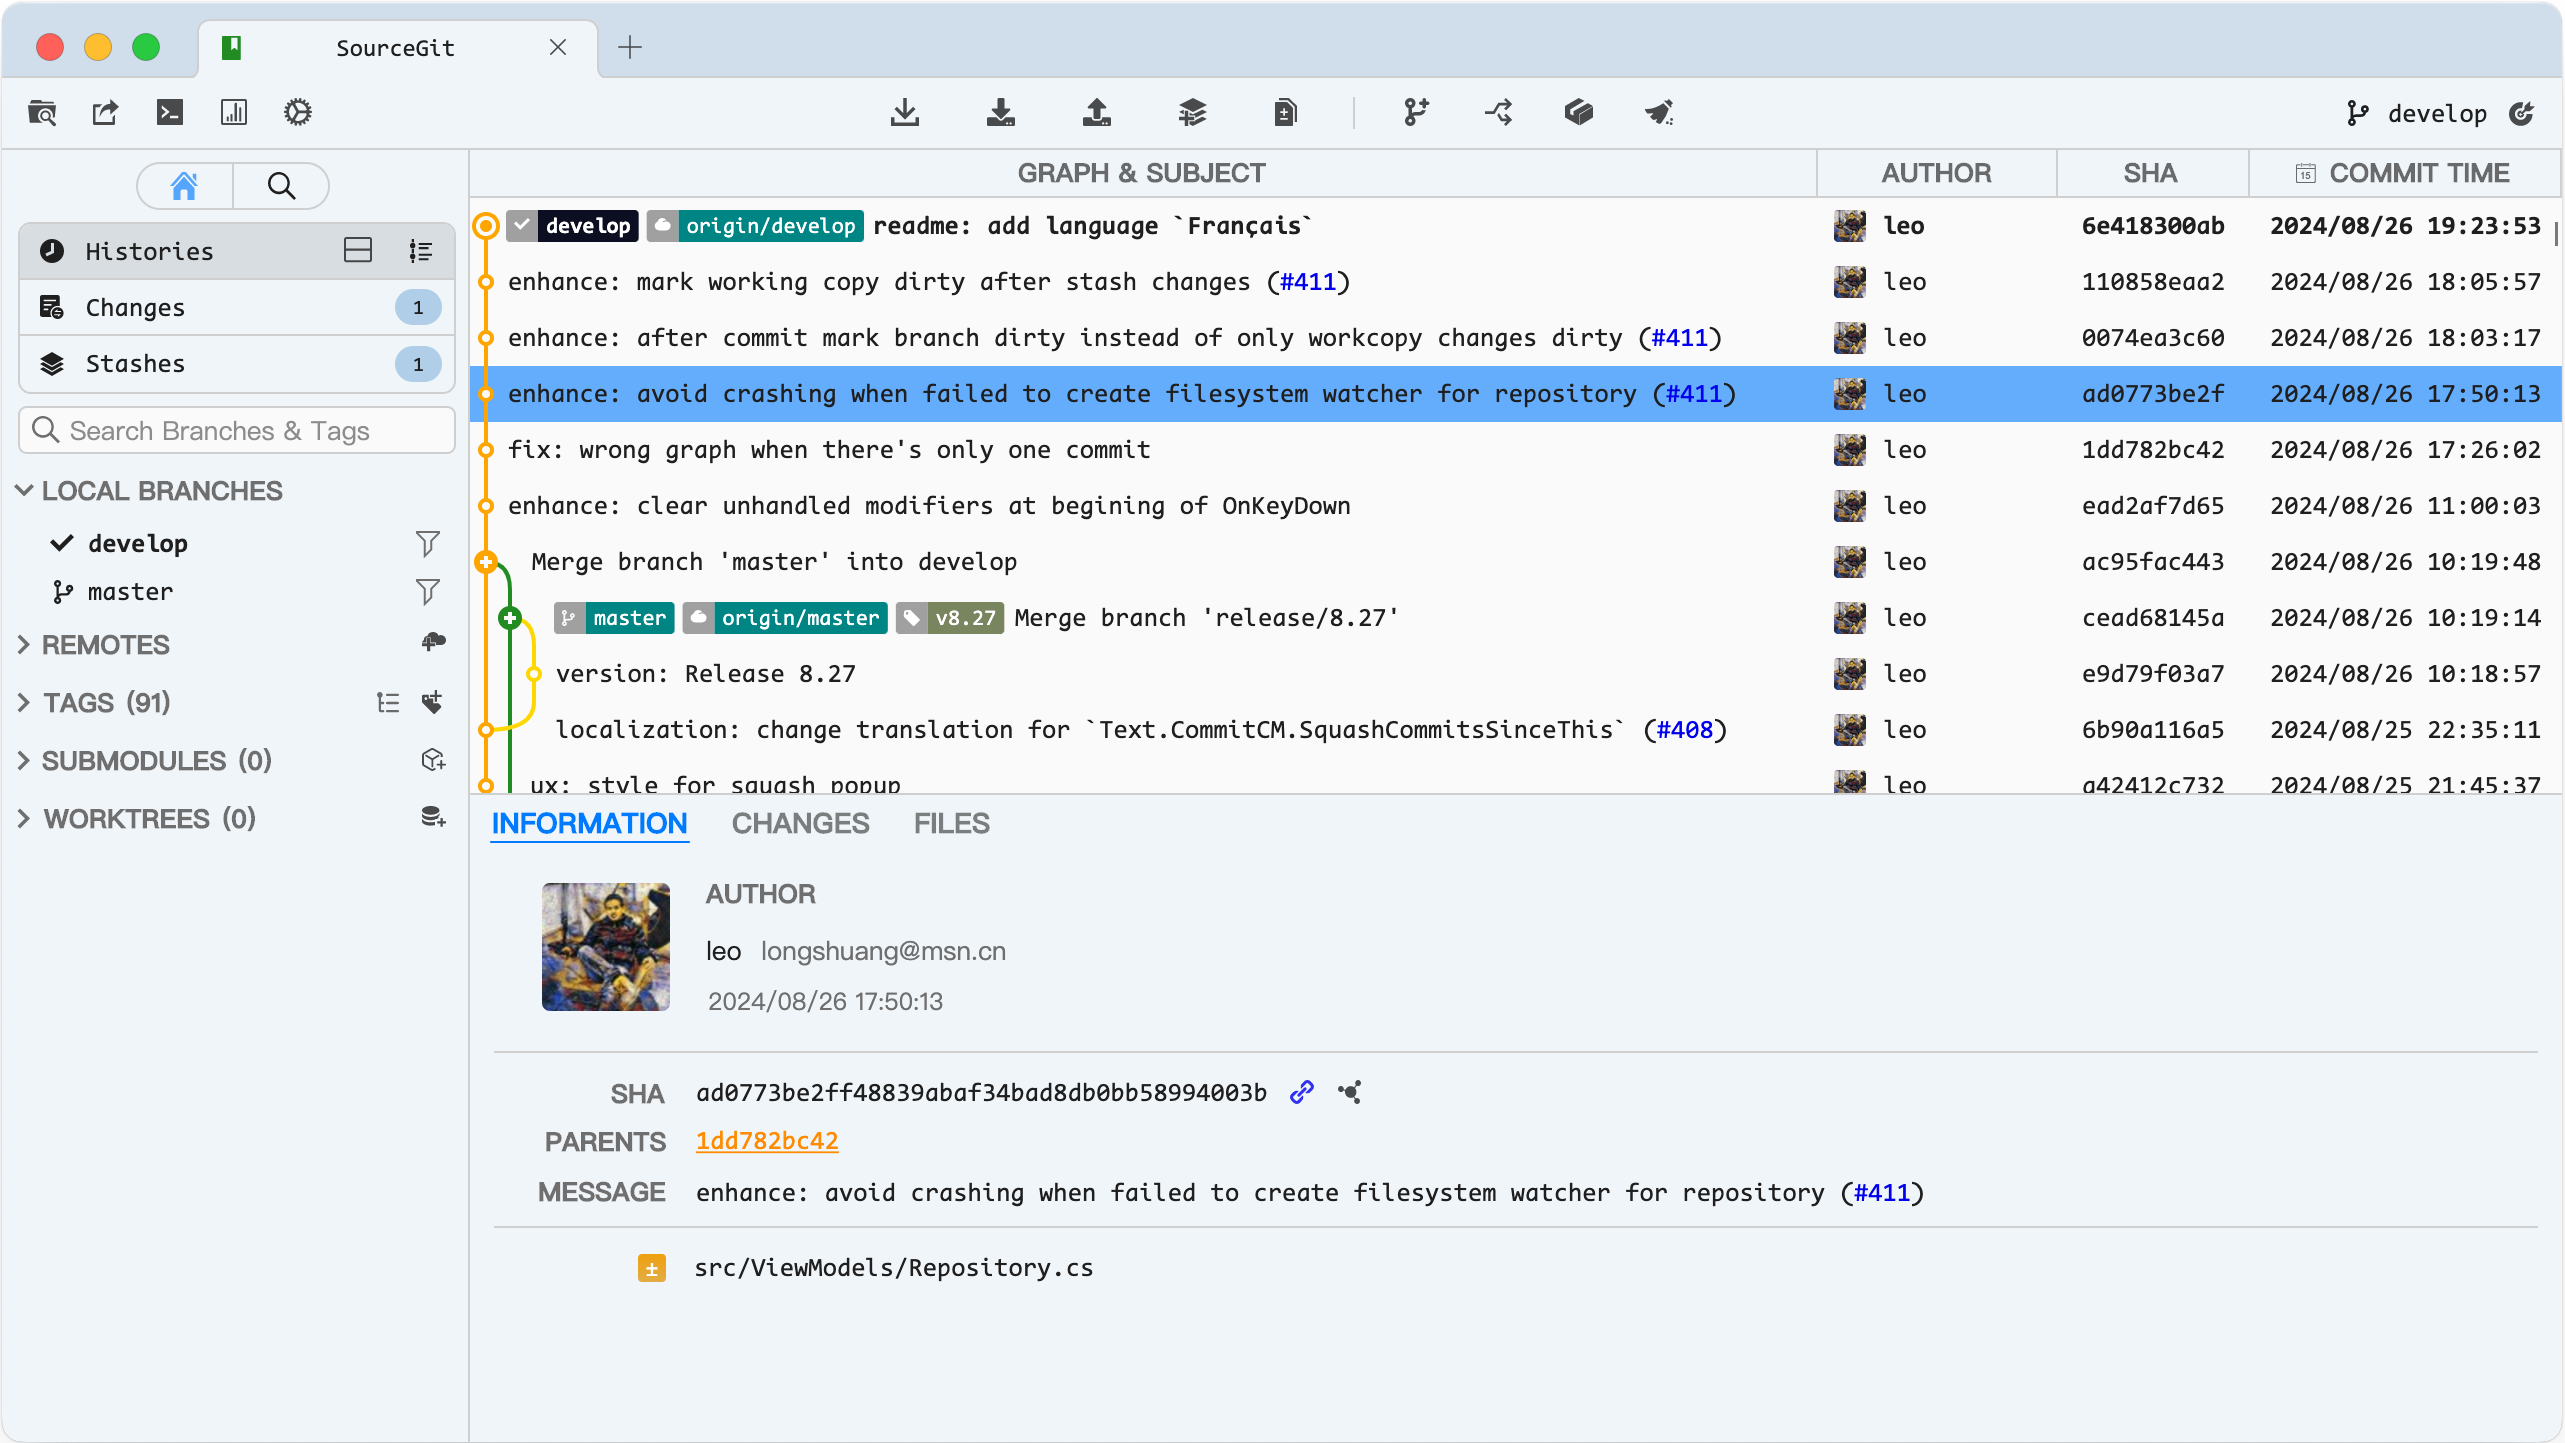 SourceGit
develop
Histories
Changes 1
Stashes 1
Search Branches & Tags
LOCAL BRANCHES
develop
master
REMOTES
TAGS (91)
SUBMODULES (0)
WORKTREES (0)
GRAPH & SUBJECT AUTHOR SHA 15 COMMIT TIME
develop origin/develop readme: add language `Français` leo 6e418300ab 2024/08/26 19:23:53
enhance: mark working copy dirty after stash changes (#411) leo 110858eaa2 2024/08/26 18:05:57
enhance: after commit mark branch dirty instead of only workcopy changes dirty (#411) leo 0074ea3c60 2024/08/26 18:03:17
enhance: avoid crashing when failed to create filesystem watcher for repository (#411) leo ad0773be2f 2024/08/26 17:50:13
fix: wrong graph when there's only one commit leo 1dd782bc42 2024/08/26 17:26:02
enhance: clear unhandled modifiers at begining of OnKeyDown leo ead2af7d65 2024/08/26 11:00:03
Merge branch 'master' into develop leo ac95fac443 2024/08/26 10:19:48
master origin/master v8.27 Merge branch 'release/8.27' leo cead68145a 2024/08/26 10:19:14
version: Release 8.27 leo e9d79f03a7 2024/08/26 10:18:57
localization: change translation for `Text.CommitCM.SquashCommitsSinceThis` (#408) leo 6b90a116a5 2024/08/25 22:35:11
ux: style for squash popup leo a42412c732 2024/08/25 21:45:37
INFORMATION CHANGES FILES
AUTHOR
leo longshuang@msn.cn
2024/08/26 17:50:13
SHA ad0773be2ff48839abaf34bad8db0bb58994003b
PARENTS 1dd782bc42
MESSAGE enhance: avoid crashing when failed to create filesystem watcher for repository (#411)
± src/ViewModels/Repository.cs